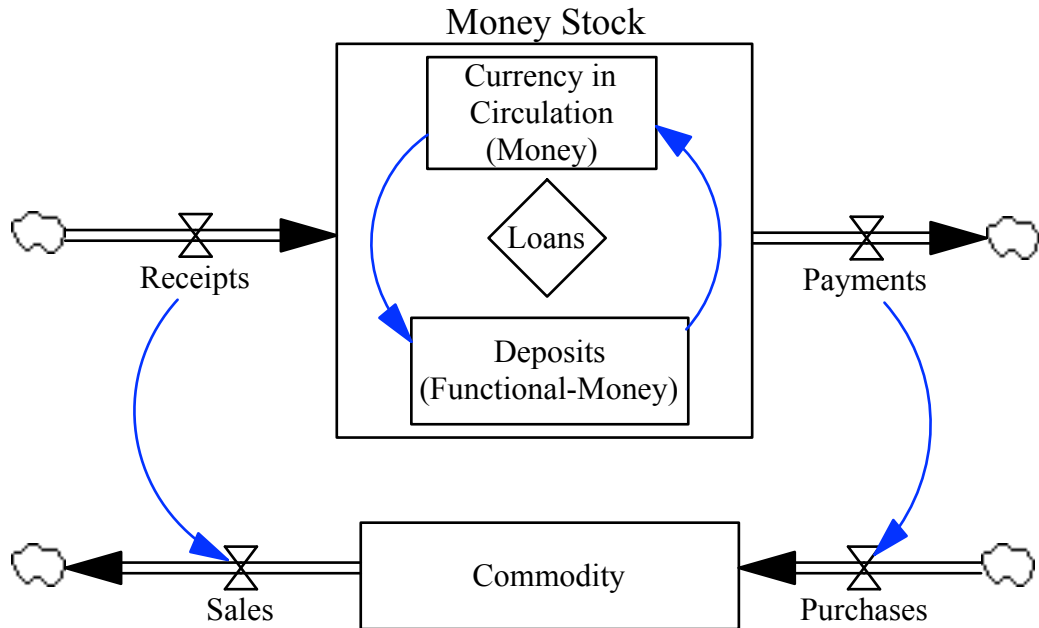 Money Stock
Currency in
Circulation
(Money)
Loans
Receipts
Payments
Deposits
(Functional-Money)
Commodity
Sales
Purchases